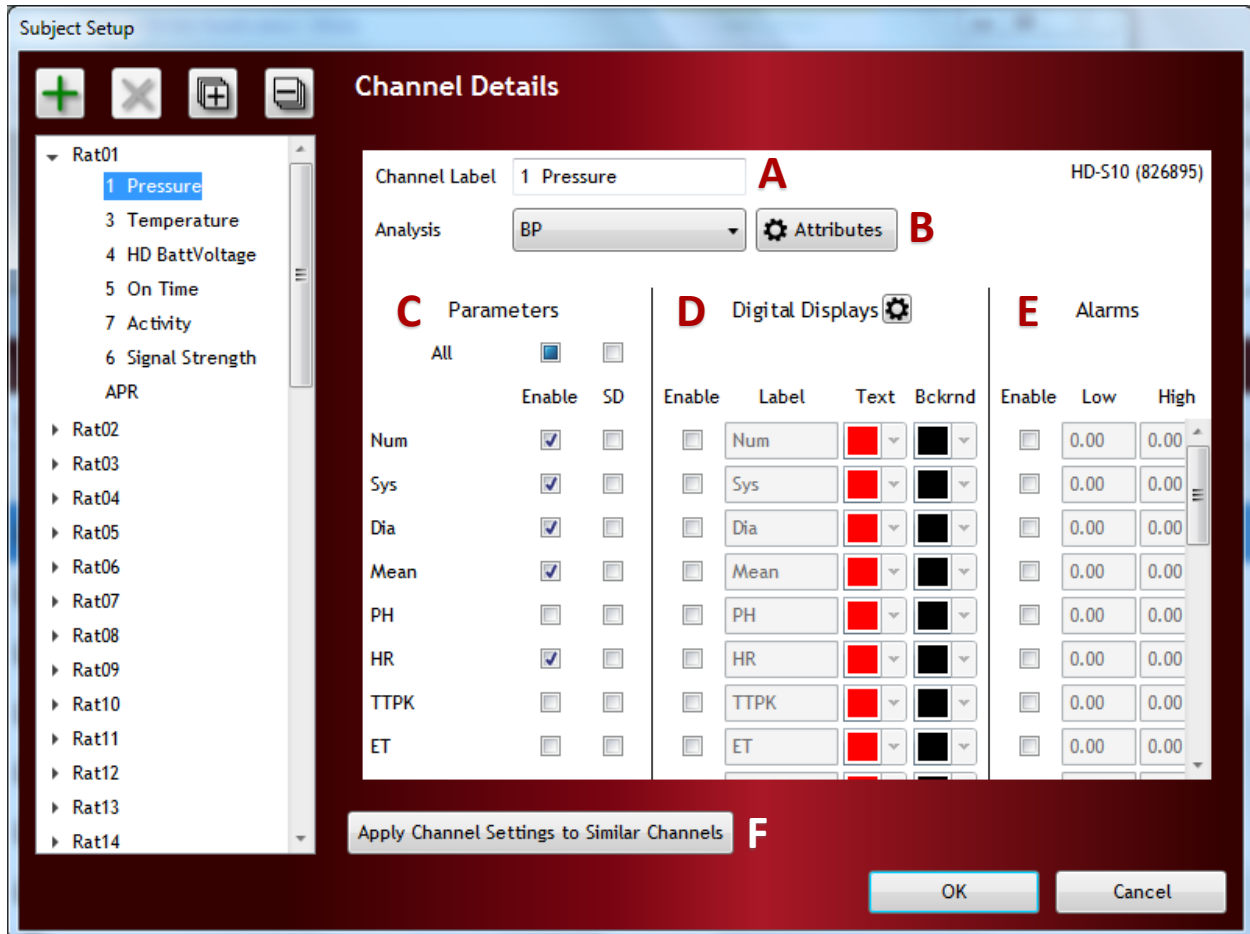 Subject Setup
Channel Details
Rat01
1 Pressure
3 Temperature
4 HD BattVoltage
5 On Time
7 Activity
6 Signal Strength
APR
Rat02
Rat03
Rat04
Rat05
Rat06
Rat07
Rat08
Rat09
Rat10
Rat11
Rat12
Rat13
Rat14
Channel Label 1 Pressure A HD-S10 (826895)
Analysis BP Attributes B
C Parameters D Digital Displays E Alarms
All
Enable SD Enable Label Text Bckrnd Enable Low High
Num Num 0.00 0.00
Sys Sys 0.00 0.00
Dia Dia 0.00 0.00
Mean Mean 0.00 0.00
PH PH 0.00 0.00
HR HR 0.00 0.00
TTPK TTPK 0.00 0.00
ET ET 0.00 0.00
Apply Channel Settings to Similar Channels F
OK Cancel